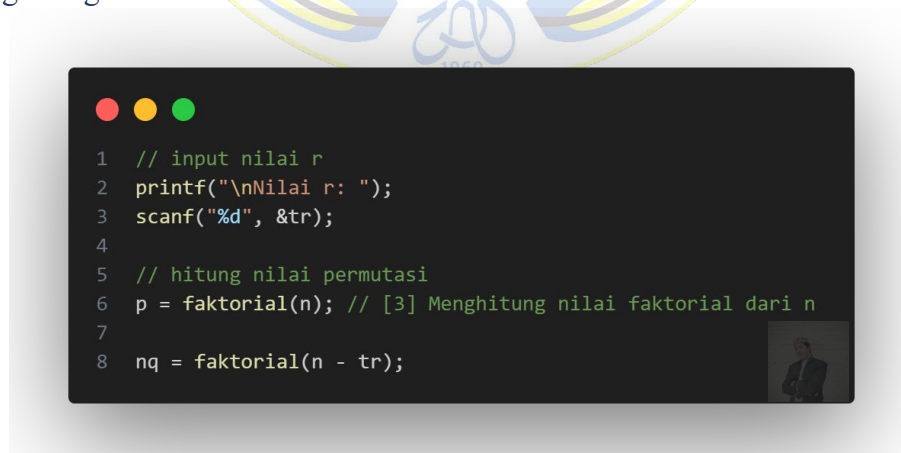 1969
1 // input nilai r
2 printf("\nNilai r: ");
3 scanf("%d", &tr);
4
5 // hitung nilai permutasi
6 p = faktorial(n); // [3] Menghitung nilai faktorial dari n
7
8 nq = faktorial(n - tr);